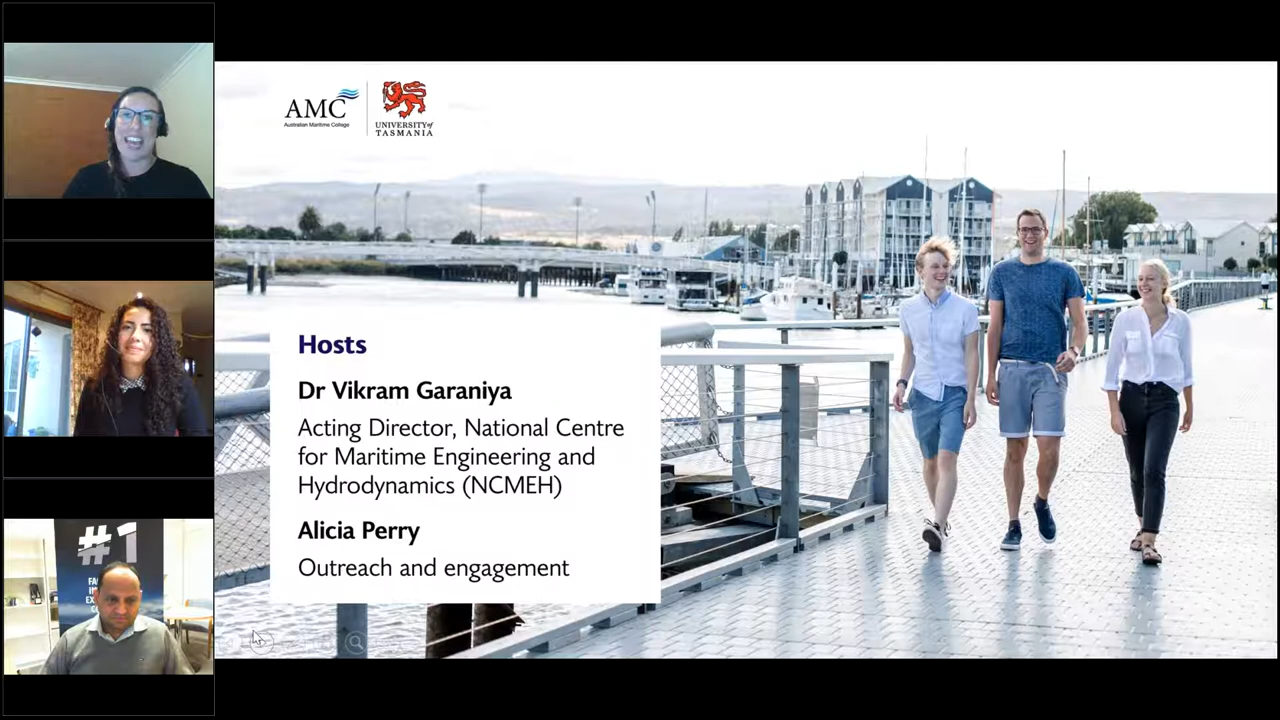 AMC
Australian Maritime College
UNIVERSITY of
TASMANIA
Hosts
Dr Vikram Garaniya
Acting Director, National Centre
for Maritime Engineering and
Hydrodynamics (NCMEH)
Alicia Perry
Outreach and engagement
#1